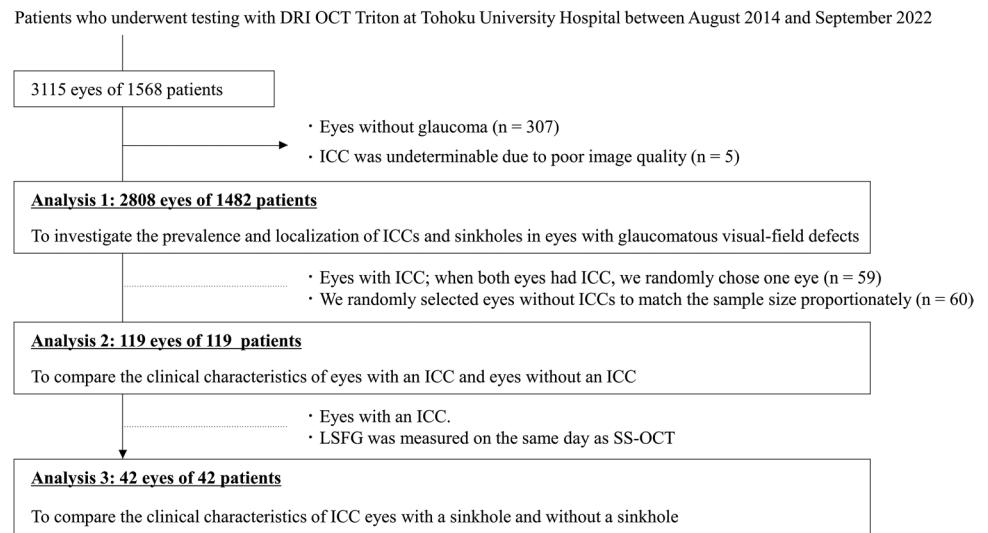 Patients who underwent testing with DRI OCT Triton at Tohoku University Hospital between August 2014 and September 2022
3115 eyes of 1568 patients
・Eyes without glaucoma (n = 307)
・ICC was undeterminable due to poor image quality (n = 5)
Analysis 1: 2808 eyes of 1482 patients
To investigate the prevalence and localization of ICCs and sinkholes in eyes with glaucomatous visual-field defects
・Eyes with ICC; when both eyes had ICC, we randomly chose one eye (n = 59)
・We randomly selected eyes without ICCs to match the sample size proportionately (n = 60)
Analysis 2: 119 eyes of 119 patients
To compare the clinical characteristics of eyes with an ICC and eyes without an ICC
・Eyes with an ICC.
・LSFG was measured on the same day as SS-OCT
Analysis 3: 42 eyes of 42 patients
To compare the clinical characteristics of ICC eyes with a sinkhole and without a sinkhole